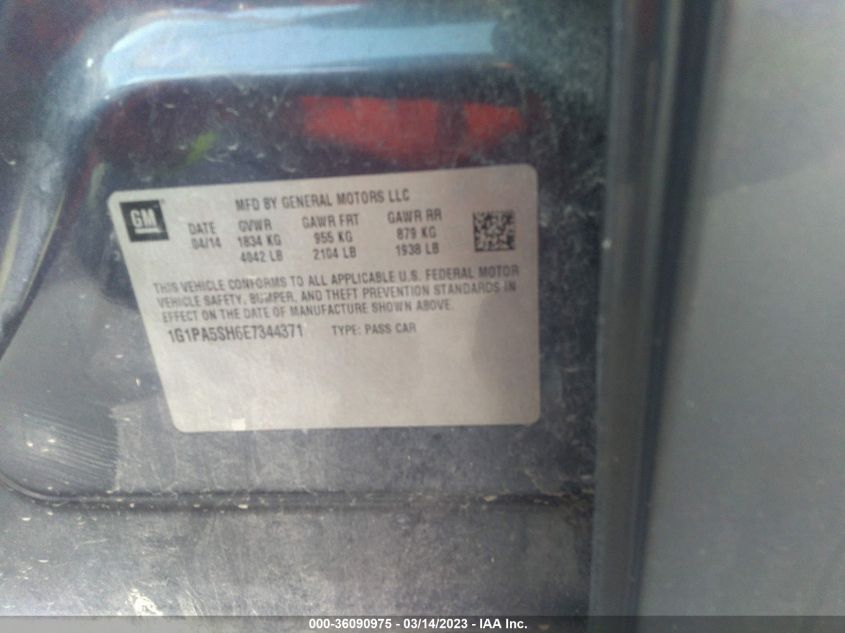 GM
MFD BY GENERAL MOTORS LLC
DATE GVWR GAWR FRT GAWR RR
04/14 1834 KG 955 KG 879 KG
4042 LB 2104 LB 1938 LB
THIS VEHICLE CONFORMS TO ALL APPLICABLE U.S. FEDERAL MOTOR
VEHICLE SAFETY, BUMPER, AND THEFT PREVENTION STANDARDS IN
EFFECT ON THE DATE OF MANUFACTURE SHOWN ABOVE.
1G1PA5SH6E7344371 TYPE: PASS CAR
000-36090975 - 03/14/2023 - IAA Inc.